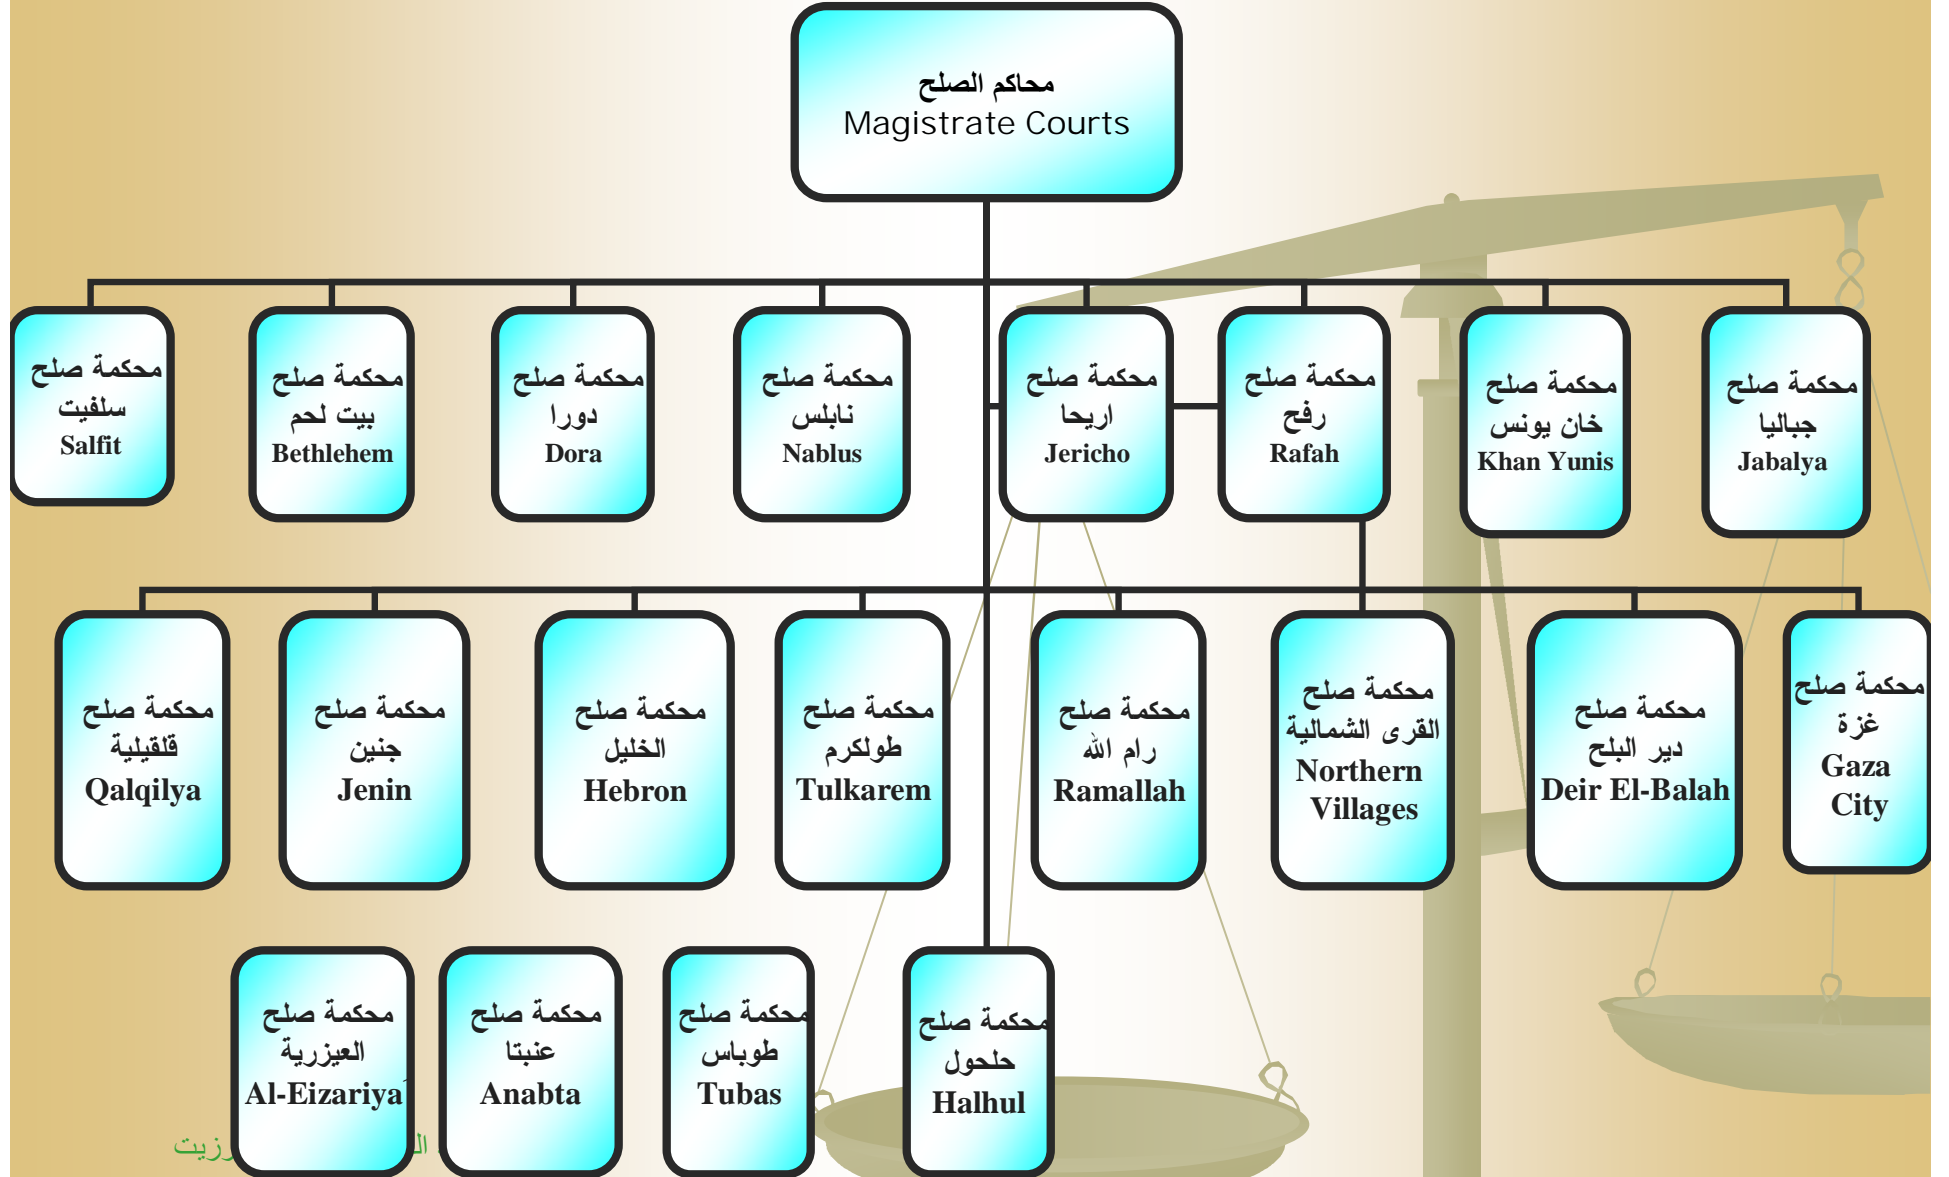 محاكم الصلح
Magistrate Courts
محكمة صلح
سلفيت
Salfit
محكمة صلح
بيت لحم
Bethlehem
محكمة صلح
دورا
Dora
محكمة صلح
نابلس
Nablus
محكمة صلح
اريحا
Jericho
محكمة صلح
رفح
Rafah
محكمة صلح
خان يونس
Khan Yunis
محكمة صلح
جباليا
Jabalya
محكمة صلح
قلقيلية
Qalqilya
محكمة صلح
جنين
Jenin
محكمة صلح
الخليل
Hebron
محكمة صلح
طولكرم
Tulkarem
محكمة صلح
رام الله
Ramallah
محكمة صلح
القرى الشمالية
Northern
Villages
محكمة صلح
دير البلح
Deir El-Balah
محكمة صلح
غزة
Gaza
City
محكمة صلح
العيزرية
Al-Eizariya
محكمة صلح
عنبتا
Anabta
محكمة صلح
طوباس
Tubas
محكمة صلح
حلحول
Halhul